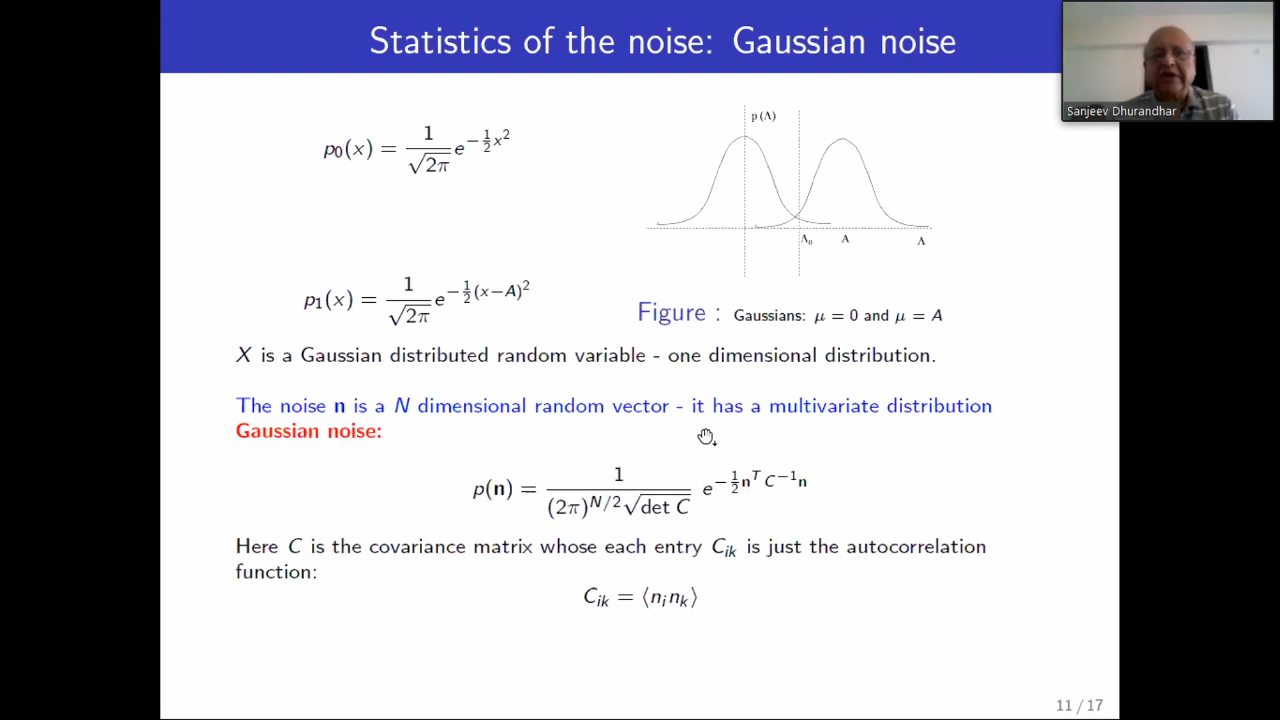 Statistics of the noise: Gaussian noise
Sanjeev Dhurandhar
p₀(x) = 1/√(2π) e^{−½x²}
p (Λ)
Λ₀ A Λ
p₁(x) = 1/√(2π) e^{−½(x−A)²}
Figure : Gaussians: μ = 0 and μ = A
X is a Gaussian distributed random variable - one dimensional distribution.
The noise n is a N dimensional random vector - it has a multivariate distribution
Gaussian noise:
p(n) = 1/((2π)^{N/2}√(det C)) e^{−½n^T C^{−1}n}
Here C is the covariance matrix whose each entry C_{ik} is just the autocorrelation
function:
C_{ik} = ⟨n_i n_k⟩
11 / 17